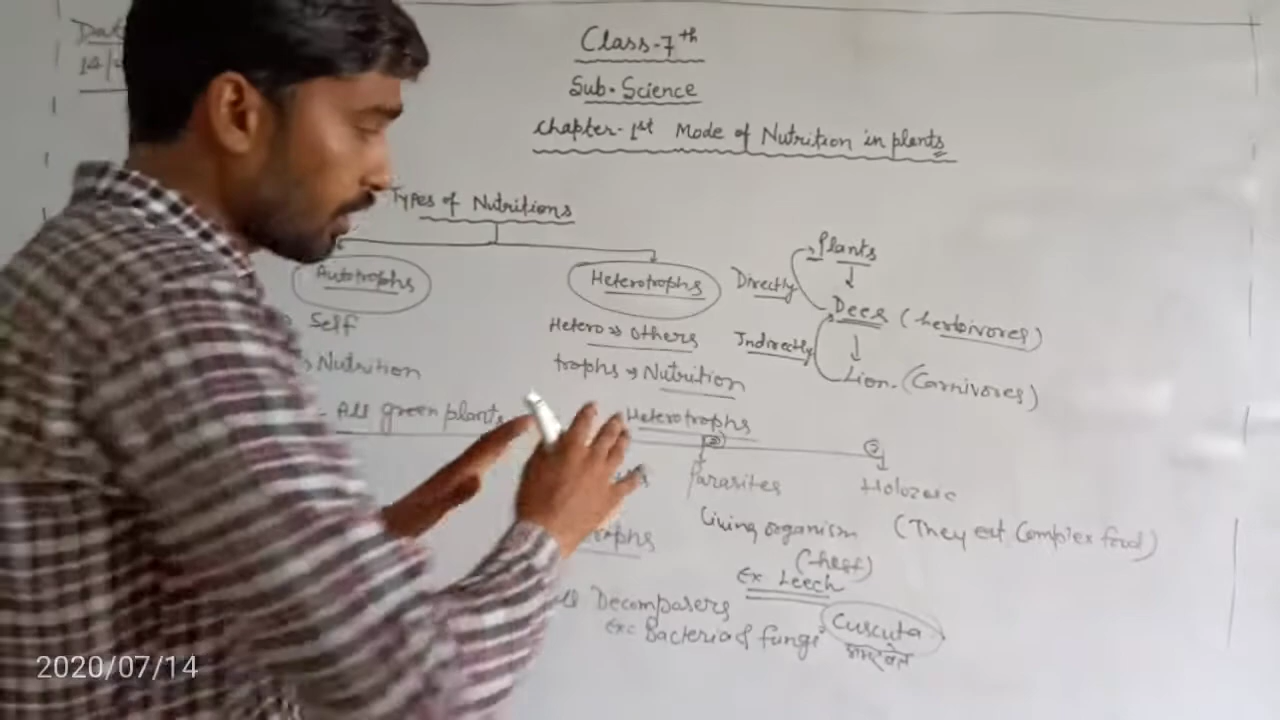 Class-7th
Sub-Science
Chapter-1st Mode of Nutrition in plants
Types of Nutritions
Autotrophs
Heterotrophs
Self
Nutrition
All green plants
Hetero ⇒ others
trophs → Nutrition
Plants
Directly
Deer (herbivores)
Indirectly
Lion. (Carnivores)
Heterotrophs
② ③
Parasites
Holozoic
Living organism
(They eat Complex food)
Ex Leech
Decomposers
Ex: Bacteria & fungi
Cuscuta
अमरबेल
2020/07/14